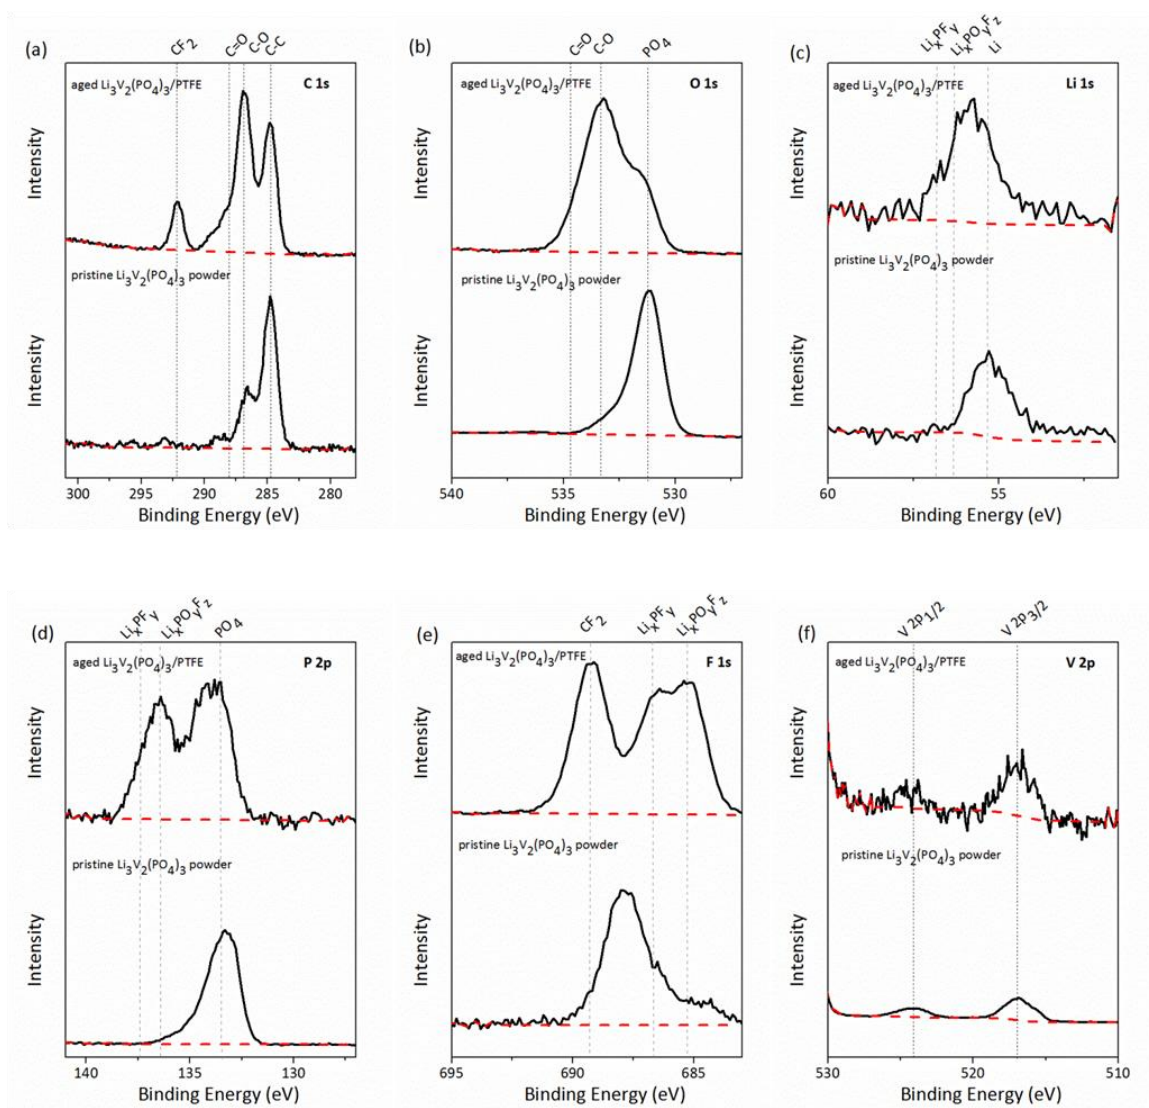 (a)
CF2
C=O
C-O
C-C
aged Li3V2(PO4)3/PTFE
C 1s
Intensity
pristine Li3V2(PO4)3 powder
Intensity
300 295 290 285 280
Binding Energy (eV)
(b)
C=O
C-O
PO4
aged Li3V2(PO4)3/PTFE
O 1s
Intensity
pristine Li3V2(PO4)3 powder
Intensity
540 535 530
Binding Energy (eV)
(c)
LixPFy
LixPOyFz
Li
aged Li3V2(PO4)3/PTFE
Li 1s
Intensity
pristine Li3V2(PO4)3 powder
Intensity
60 55
Binding Energy (eV)
(d)
LixPFy
LixPOyFz
PO4
aged Li3V2(PO4)3/PTFE
P 2p
Intensity
pristine Li3V2(PO4)3 powder
Intensity
140 135 130
Binding Energy (eV)
(e)
CF2
LixPFy
LixPOyFz
aged Li3V2(PO4)3/PTFE
F 1s
Intensity
pristine Li3V2(PO4)3 powder
Intensity
695 690 685
Binding Energy (eV)
(f)
V 2P1/2
V 2P3/2
aged Li3V2(PO4)3/PTFE
V 2p
Intensity
pristine Li3V2(PO4)3 powder
Intensity
530 520 510
Binding Energy (eV)